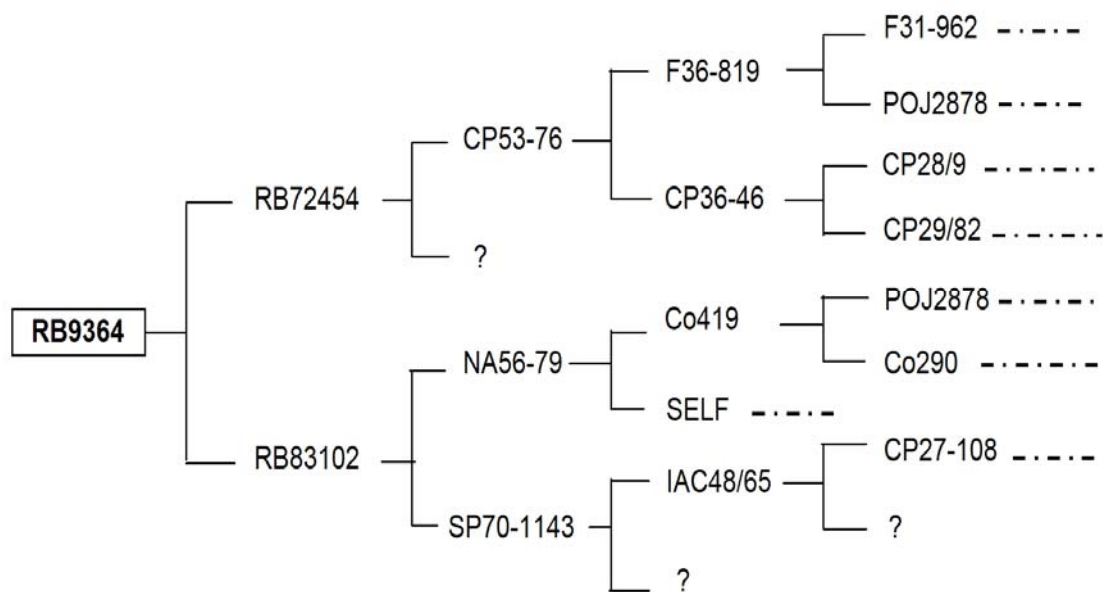 F31-962
F36-819
POJ2878
CP53-76
CP28/9
RB72454
CP36-46
CP29/82
?
POJ2878
Co419
RB9364
NA56-79
Co290
SELF
RB83102
CP27-108
IAC48/65
SP70-1143
?
?